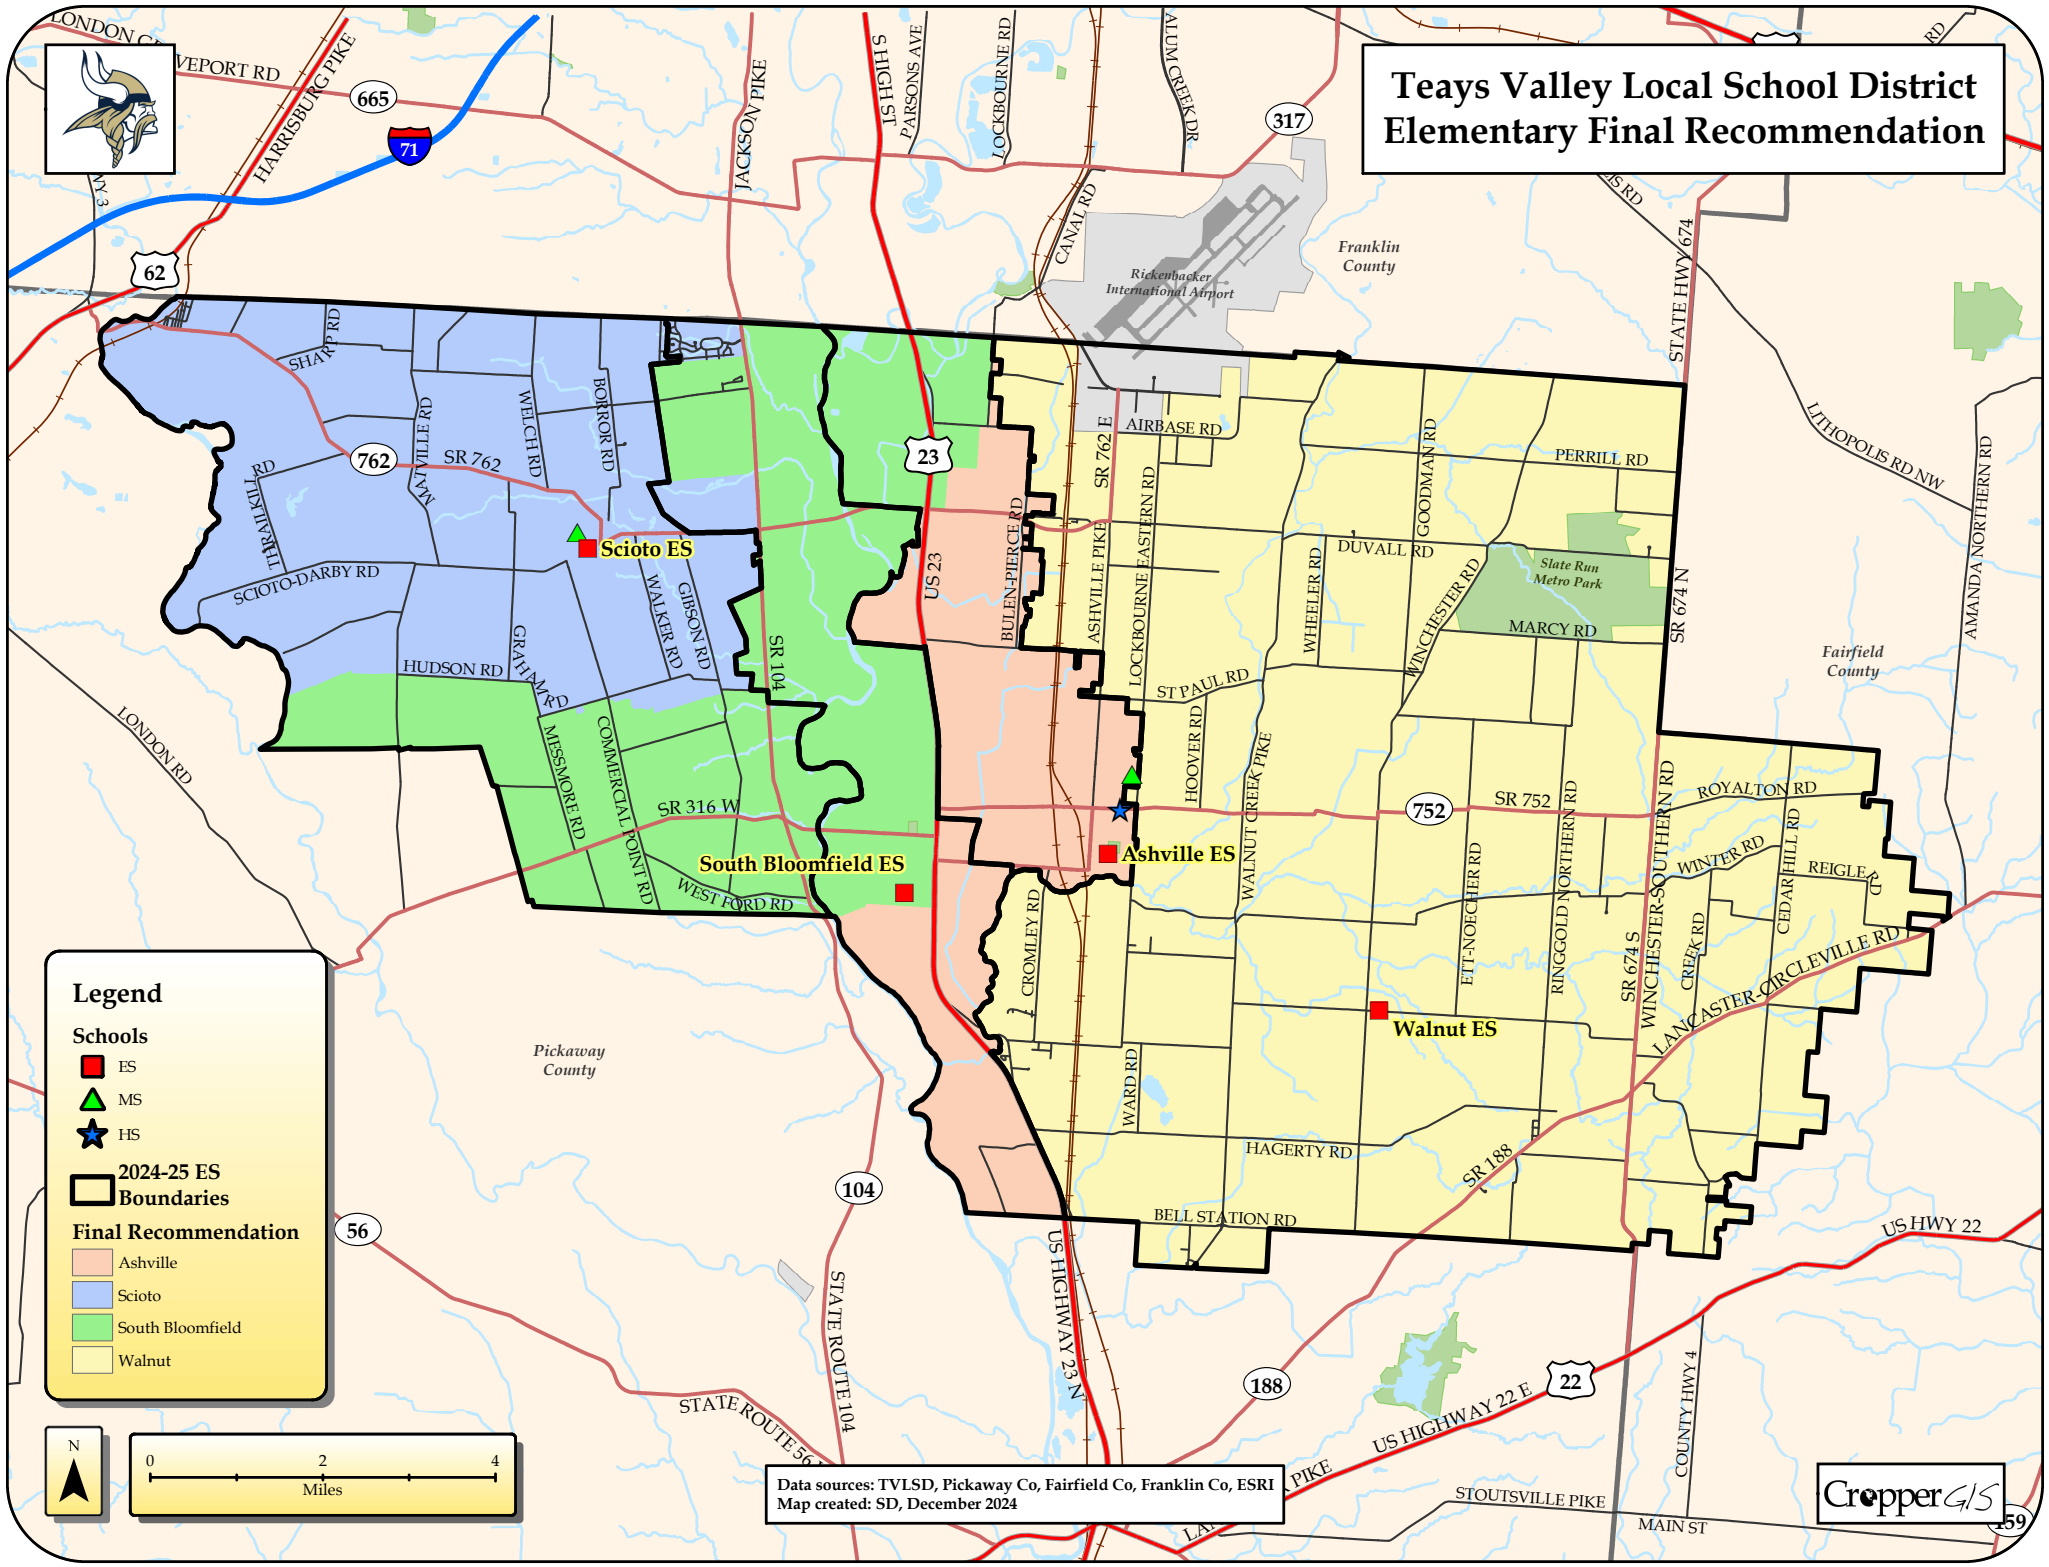 Teays Valley Local School District
Elementary Final Recommendation
LONDON G
VEPORT RD
HARRISBURG PIKE
665
71
62
WY 3
JACKSON PIKE
S HIGH ST
PARSONS AVE
LOCKBOURNE RD
ALUM CREEK DR
317
CANAL RD
Rickenbacker
International Airport
Franklin
County
IS RD
RD
STATE HWY 674
LITHOPOLIS RD NW
AMANDA NORTHERN RD
SHARP RD
MATVILLE RD
WELCH RD
BORROR RD
762
SR 762
THRAILKILL
RD
SCIOTO-DARBY RD
Scioto ES
WALKER RD
GIBSON RD
GRAHAM RD
HUDSON RD
23
US 23
BULEN-PIERCE RD
SR 104
SR 762 E
AIRBASE RD
ASHVILLE PIKE
LOCKBOURNE EASTERN RD
GOODMAN RD
PERRILL RD
DUVALL RD
WHEELER RD
WINCHESTER RD
Slate Run
Metro Park
MARCY RD
SR 674 N
Fairfield
County
ST PAUL RD
HOOVER RD
WALNUT CREEK PIKE
LONDON RD
MESSMORE RD
COMMERCIAL POINT RD
SR 316 W
South Bloomfield ES
WEST FORD RD
Ashville ES
752
SR 752
ROYALTON RD
WINTER RD
CEDAR HILL RD
REIGLE RD
WINCHESTER-SOUTHERN RD
RINGGOLD NORTHERN RD
ETT-NOECHER RD
SR 674 S
CREEK RD
LANCASTER-CIRCLEVILLE RD
CROMLEY RD
Walnut ES
WARD RD
HAGERTY RD
SR 188
BELL STATION RD
Pickaway
County
Legend
Schools
ES
MS
HS
2024-25 ES
Boundaries
Final Recommendation
Ashville
Scioto
South Bloomfield
Walnut
56
104
STATE ROUTE 104
STATE ROUTE 56
US HIGHWAY 23 N
188
22
US HWY 22
US HIGHWAY 22 E
COUNTY HWY 4
PIKE
LAN
STOUTSVILLE PIKE
MAIN ST
159
N
0 2 4
Miles
Data sources: TVLSD, Pickaway Co, Fairfield Co, Franklin Co, ESRI
Map created: SD, December 2024
Cropper GIS